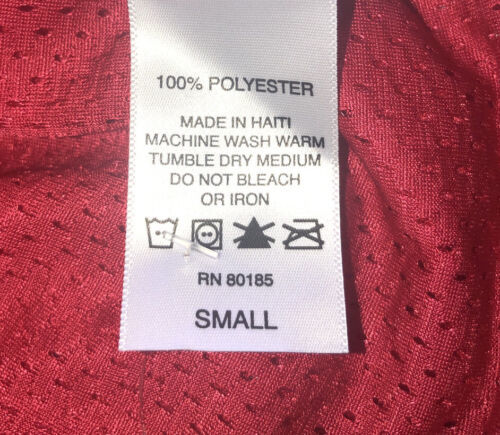 100% POLYESTER
MADE IN HAITI
MACHINE WASH WARM
TUMBLE DRY MEDIUM
DO NOT BLEACH
OR IRON
RN 80185
SMALL